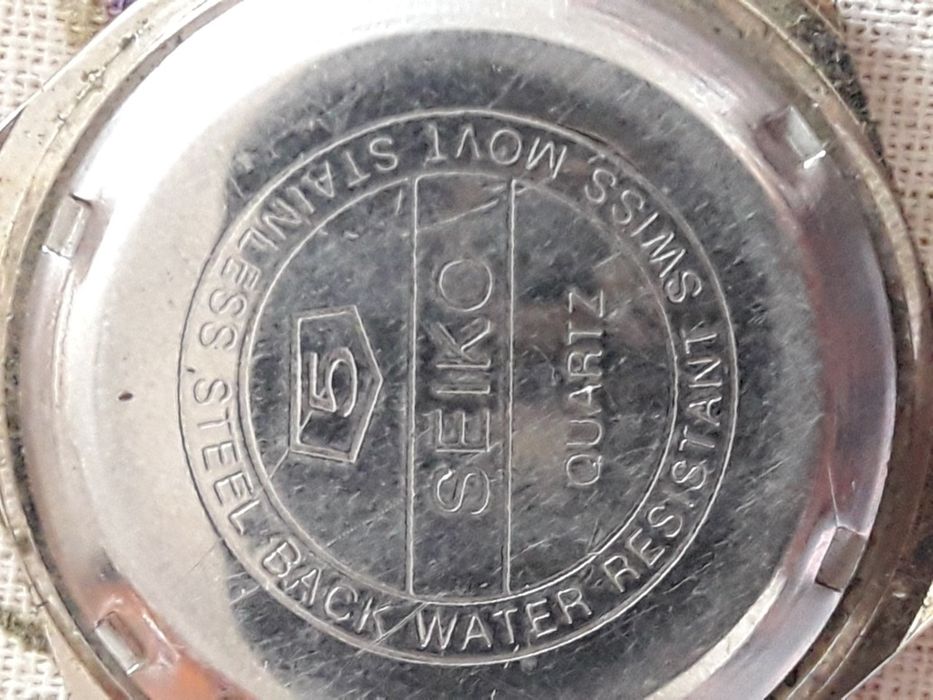 5
SEIKO
QUARTZ
STAINLESS STEEL BACK WATER RESISTANT SWISS MOVT